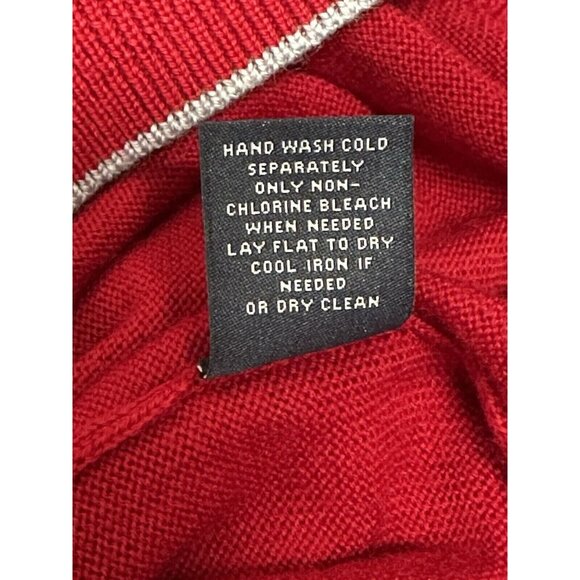 HAND WASH COLD
SEPARATELY
ONLY NON-
CHLORINE BLEACH
WHEN NEEDED
LAY FLAT TO DRY
COOL IRON IF
NEEDED
OR DRY CLEAN